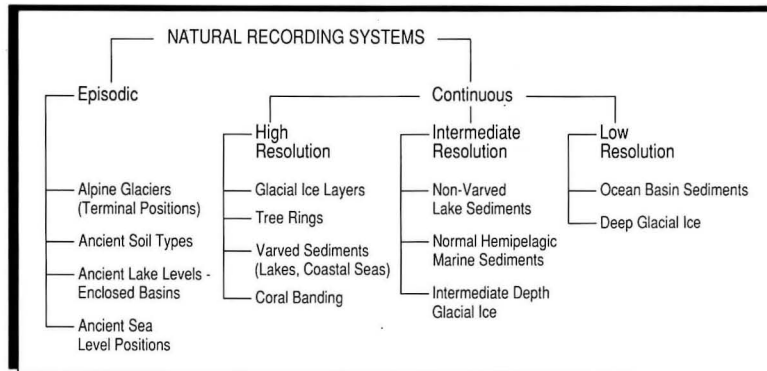 NATURAL RECORDING SYSTEMS
Episodic
Continuous
High
Resolution
Intermediate
Resolution
Low
Resolution
Alpine Glaciers
(Terminal Positions)
Ancient Soil Types
Ancient Lake Levels -
Enclosed Basins
Ancient Sea
Level Positions
Glacial Ice Layers
Tree Rings
Varved Sediments
(Lakes, Coastal Seas)
Coral Banding
Non-Varved
Lake Sediments
Normal Hemipelagic
Marine Sediments
Intermediate Depth
Glacial Ice
Ocean Basin Sediments
Deep Glacial Ice